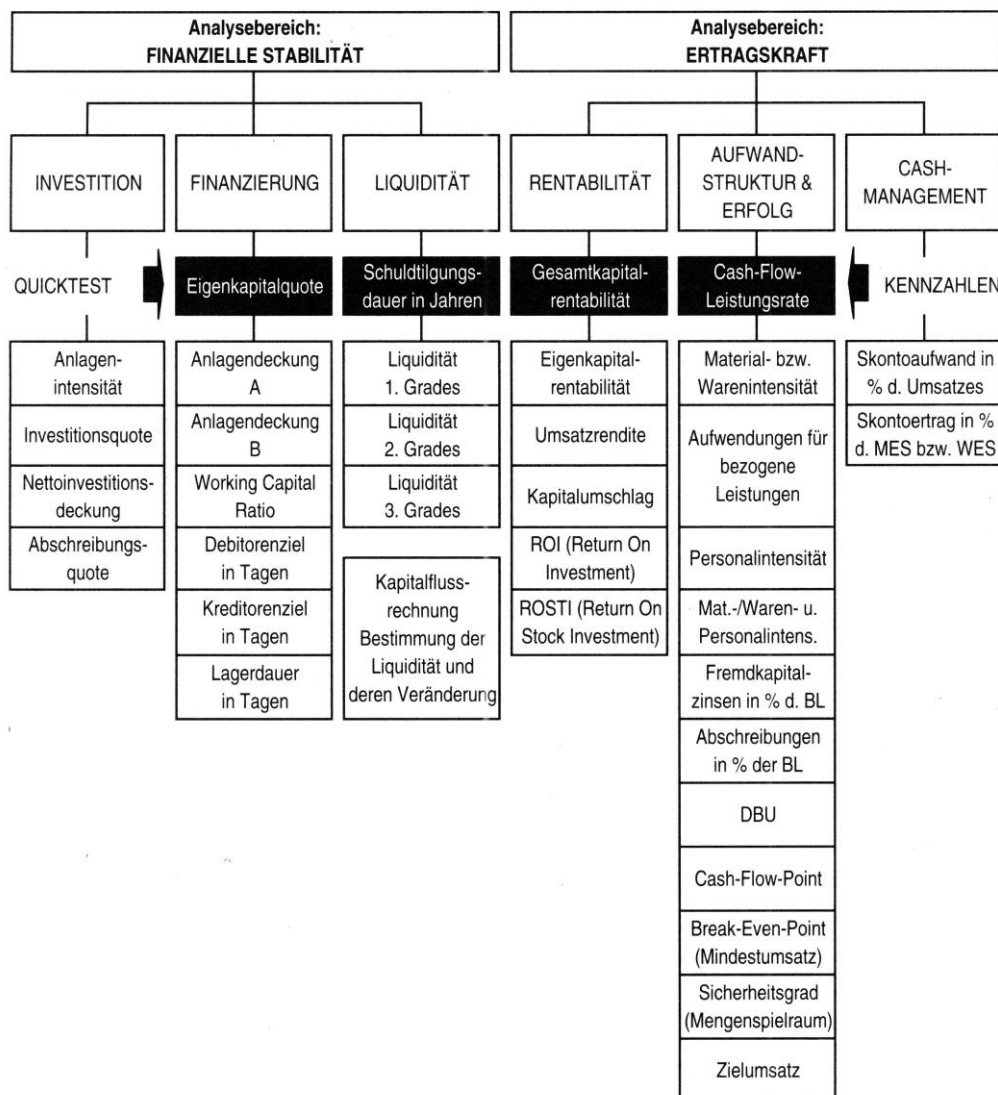 Analysebereich:
FINANZIELLE STABILITÄT
Analysebereich:
ERTRAGSKRAFT
INVESTITION
FINANZIERUNG
LIQUIDITÄT
RENTABILITÄT
AUFWAND-
STRUKTUR &
ERFOLG
CASH-
MANAGEMENT
QUICKTEST
Eigenkapitalquote
Schuldtilgungs-
dauer in Jahren
Gesamtkapital-
rentabilität
Cash-Flow-
Leistungsrate
KENNZAHLEN
Anlagen-
intensität
Investitionsquote
Nettoinvestitions-
deckung
Abschreibungs-
quote
Anlagendeckung
A
Anlagendeckung
B
Working Capital
Ratio
Debitorenziel
in Tagen
Kreditorenziel
in Tagen
Lagerdauer
in Tagen
Liquidität
1. Grades
Liquidität
2. Grades
Liquidität
3. Grades
Kapitalfluss-
rechnung
Bestimmung der
Liquidität und
deren Veränderung
Eigenkapital-
rentabilität
Umsatzrendite
Kapitalumschlag
ROI (Return On
Investment)
ROSTI (Return On
Stock Investment)
Material- bzw.
Warenintensität
Aufwendungen für
bezogene
Leistungen
Personalintensität
Mat.-/Waren- u.
Personalintens.
Fremdkapital-
zinsen in % d. BL
Abschreibungen
in % der BL
DBU
Cash-Flow-Point
Break-Even-Point
(Mindestumsatz)
Sicherheitsgrad
(Mengenspielraum)
Zielumsatz
Skontoaufwand in
% d. Umsatzes
Skontoertrag in %
d. MES bzw. WES